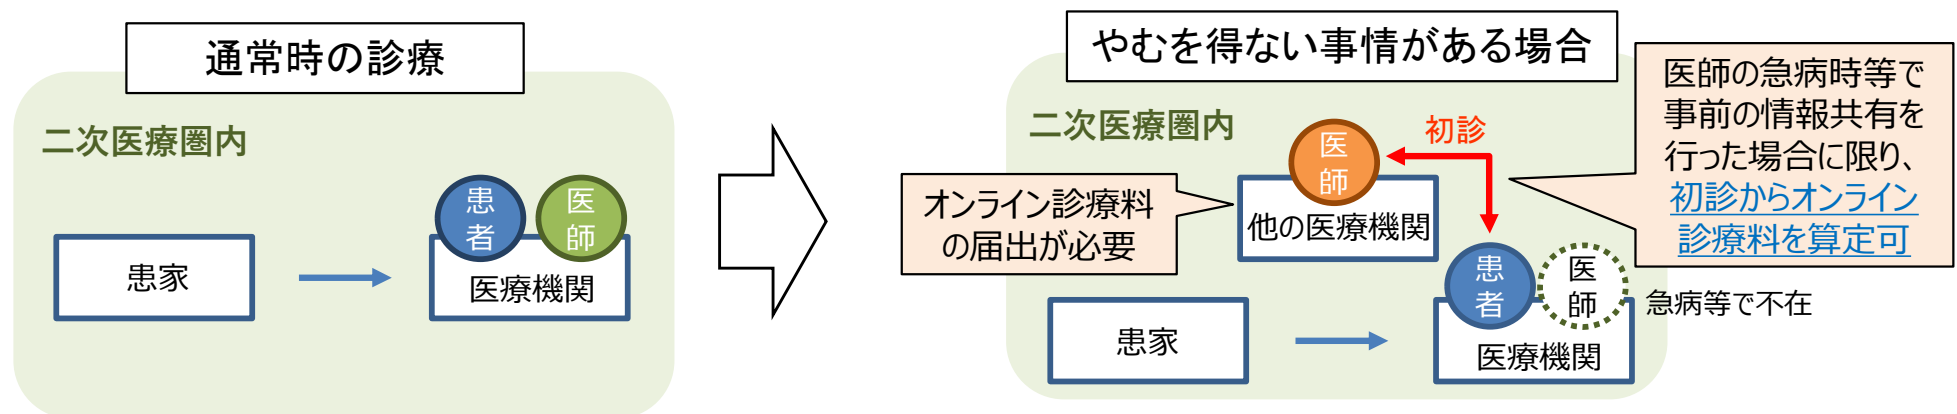 通常時の診療
二次医療圏内
患
者
医
師
患家
医療機関
やむを得ない事情がある場合
二次医療圏内
医
師
初診
他の医療機関
オンライン診療料
の届出が必要
医師の急病時等で
事前の情報共有を
行った場合に限り、
初診からオンライン
診療料を算定可
患
者
医
師
急病等で不在
患家
医療機関